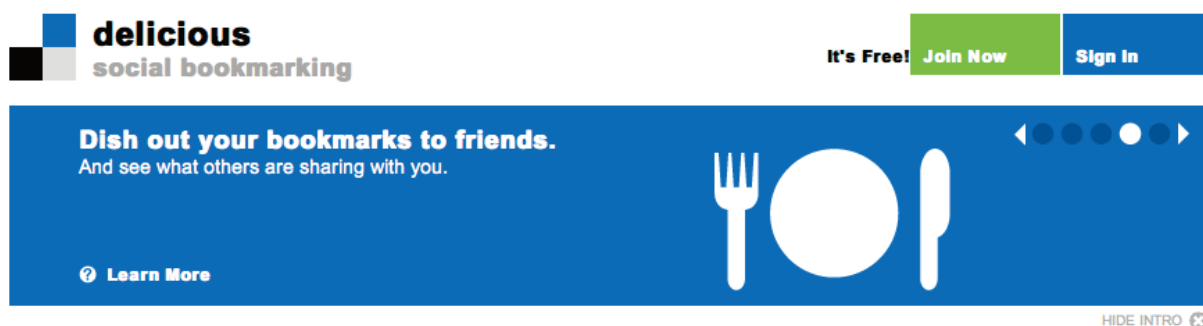 delicious
social bookmarking
It's Free! Join Now Sign In
Dish out your bookmarks to friends.
And see what others are sharing with you.
? Learn More
HIDE INTRO